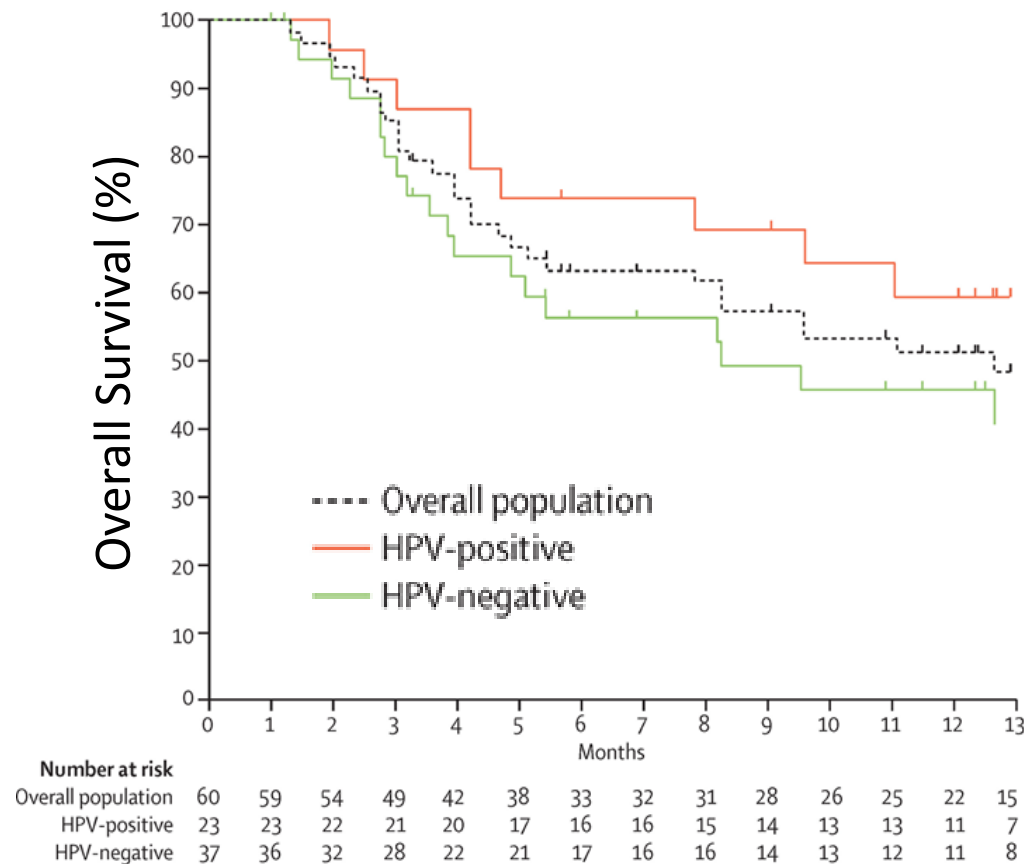 Overall Survival (%)
100
90
80
70
60
50
40
30
20
10
0
Overall population
HPV-positive
HPV-negative
0 1 2 3 4 5 6 7 8 9 10 11 12 13
Months
Number at risk
Overall population 60 59 54 49 42 38 33 32 31 28 26 25 22 15
HPV-positive 23 23 22 21 20 17 16 16 15 14 13 13 11 7
HPV-negative 37 36 32 28 22 21 17 16 16 14 13 12 11 8